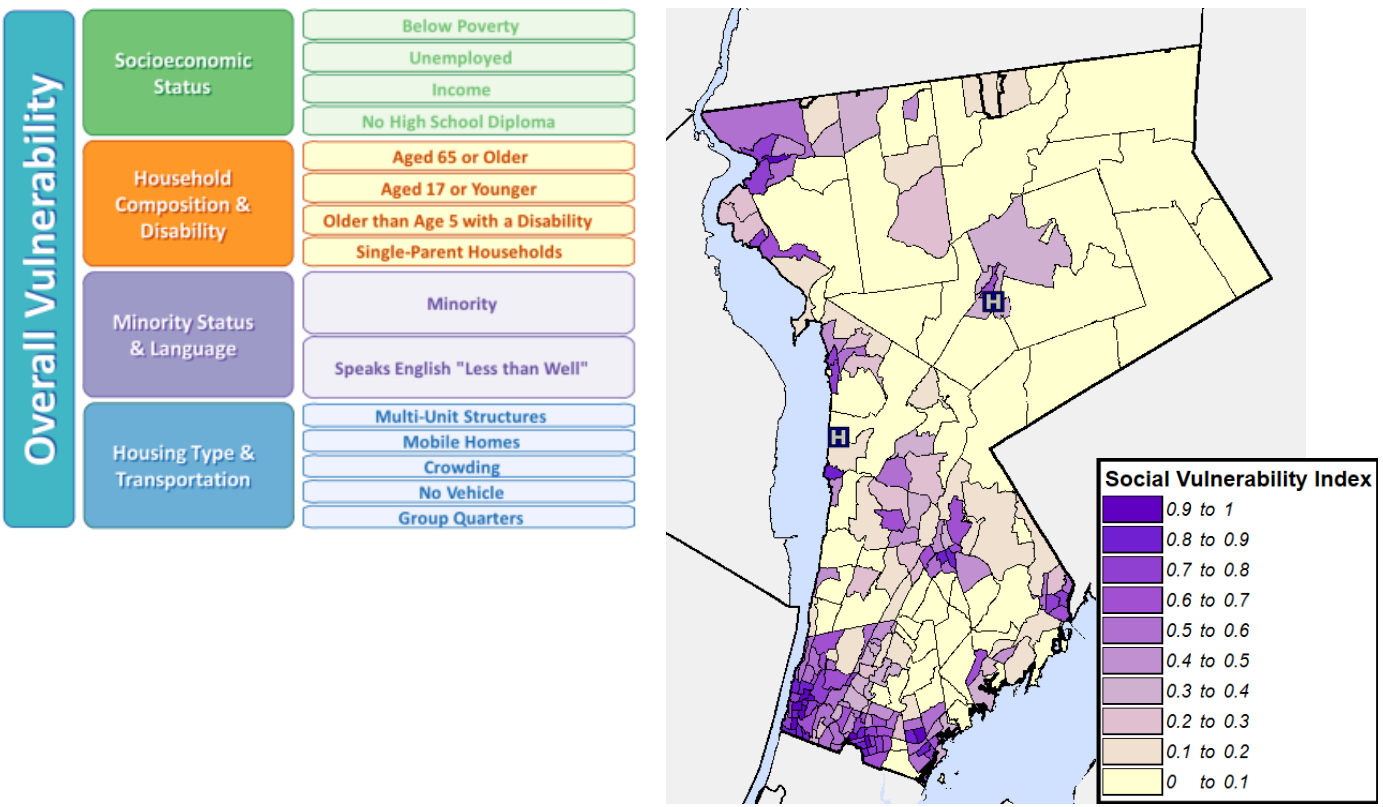 Overall Vulnerability
Socioeconomic
Status
Below Poverty
Unemployed
Income
No High School Diploma
Household
Composition &
Disability
Aged 65 or Older
Aged 17 or Younger
Older than Age 5 with a Disability
Single-Parent Households
Minority Status
& Language
Minority
Speaks English "Less than Well"
Housing Type &
Transportation
Multi-Unit Structures
Mobile Homes
Crowding
No Vehicle
Group Quarters
H
H
Social Vulnerability Index
0.9 to 1
0.8 to 0.9
0.7 to 0.8
0.6 to 0.7
0.5 to 0.6
0.4 to 0.5
0.3 to 0.4
0.2 to 0.3
0.1 to 0.2
0 to 0.1